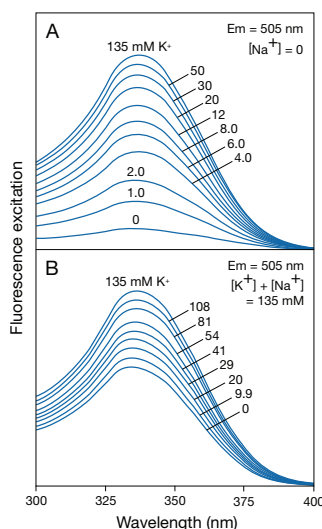 A
135 mM K+
Em = 505 nm
[Na+] = 0
50
30
20
12
8.0
6.0
4.0
2.0
1.0
0
Fluorescence excitation
B
135 mM K+
Em = 505 nm
[K+] + [Na+]
= 135 mM
108
81
54
41
29
20
9.9
0
300 350 400
Wavelength (nm)